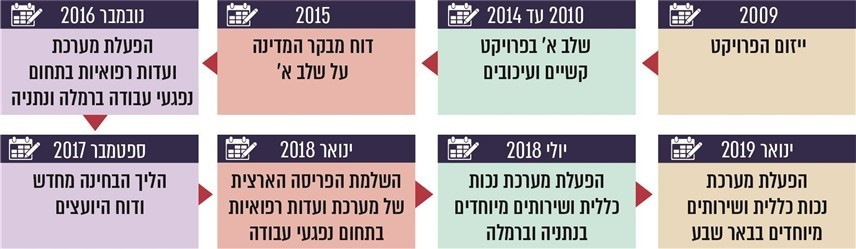 2009
ייזום הפרויקט
2010 עד 2014
שלב א' בפרויקט
קשיים ועיכובים
2015
דוח מבקר המדינה
על שלב א'
נובמבר 2016
הפעלת מערכת
ועדות רפואיות בתחום
נפגעי עבודה ברמלה ונתניה
ספטמבר 2017
הליך הבחינה מחדש
ודוח היועצים
ינואר 2018
השלמת הפריסה הארצית
של מערכת ועדות רפואיות
בתחום נפגעי עבודה
יולי 2018
הפעלת מערכת נכות
כללית ושירותים מיוחדים
בנתניה וברמלה
ינואר 2019
הפעלת מערכת
נכות כללית ושירותים
מיוחדים בבאר שבע